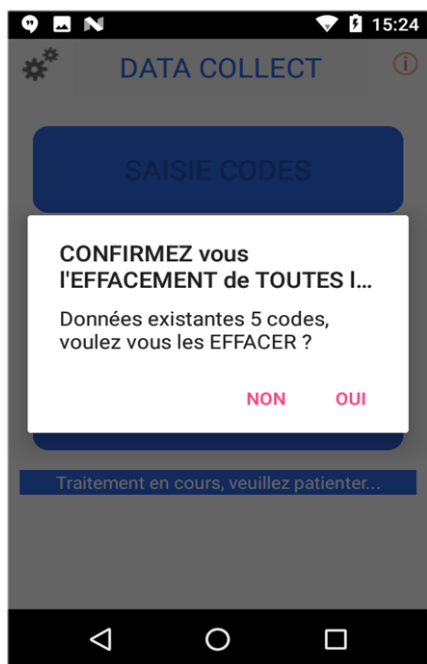 15:24
DATA COLLECT
SAISIE CODES
CONFIRMEZ vous
l'EFFACEMENT de TOUTES l...
Données existantes 5 codes,
voulez vous les EFFACER ?
NON OUI
Traitement en cours, veuillez patienter...